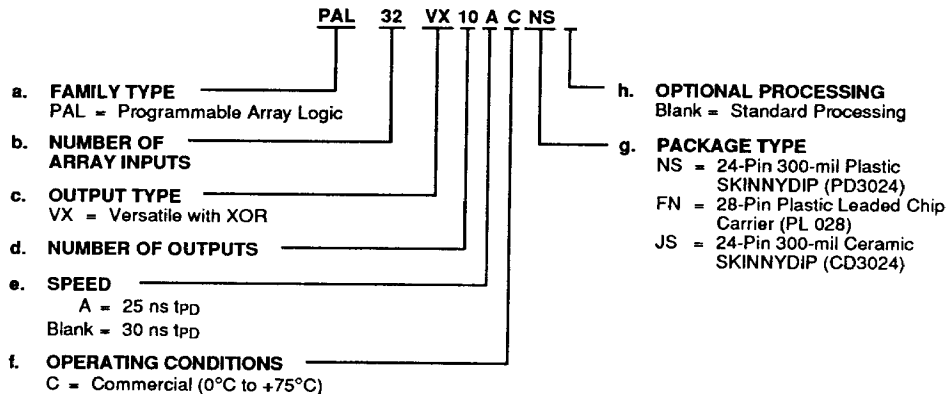 PAL 32 VX 10 A C NS _
a. FAMILY TYPE
PAL = Programmable Array Logic
b. NUMBER OF
ARRAY INPUTS
c. OUTPUT TYPE
VX = Versatile with XOR
d. NUMBER OF OUTPUTS
e. SPEED
A = 25 ns tPD
Blank = 30 ns tPD
f. OPERATING CONDITIONS
C = Commercial (0°C to +75°C)
h. OPTIONAL PROCESSING
Blank = Standard Processing
g. PACKAGE TYPE
NS = 24-Pin 300-mil Plastic
SKINNYDIP (PD3024)
FN = 28-Pin Plastic Leaded Chip
Carrier (PL 028)
JS = 24-Pin 300-mil Ceramic
SKINNYDIP (CD3024)